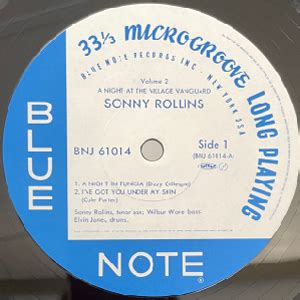 33⅓ MICROGROOVE LONG PLAYING
BLUE NOTE RECORDS INC · NEW YORK USA
Volume 2
A NIGHT AT THE VILLAGE VANGUARD
SONNY ROLLINS
BNJ 61014
Side 1
(BNJ 61014-A)
1. A NIGHT IN TUNISIA (Dizzy Gillespie)
2. I'VE GOT YOU UNDER MY SKIN
(Cole Porter)
Sonny Rollins, tenor sax; Wilbur Ware bass;
Elvin Jones, drums.
BLUE
NOTE
®